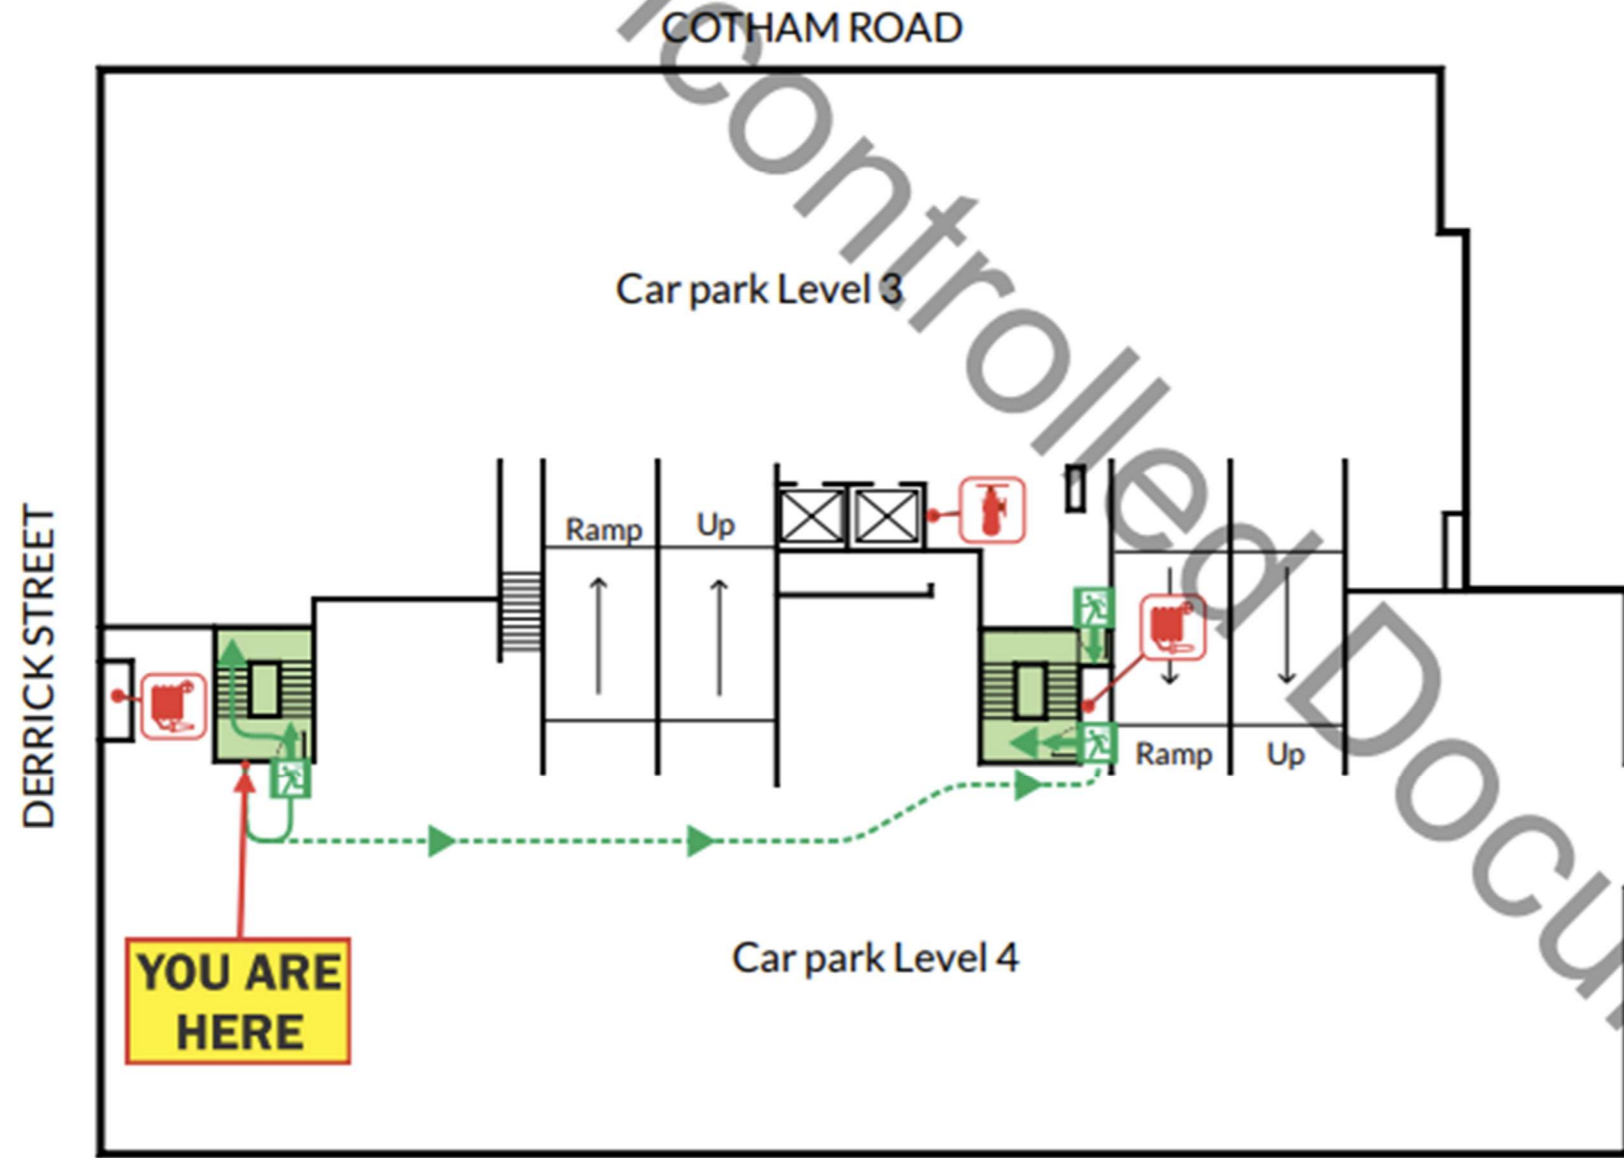 COTHAM ROAD
Car park Level 3
DERRICK STREET
Ramp
Up
Ramp
Up
YOU ARE
HERE
Car park Level 4
controlled Docu